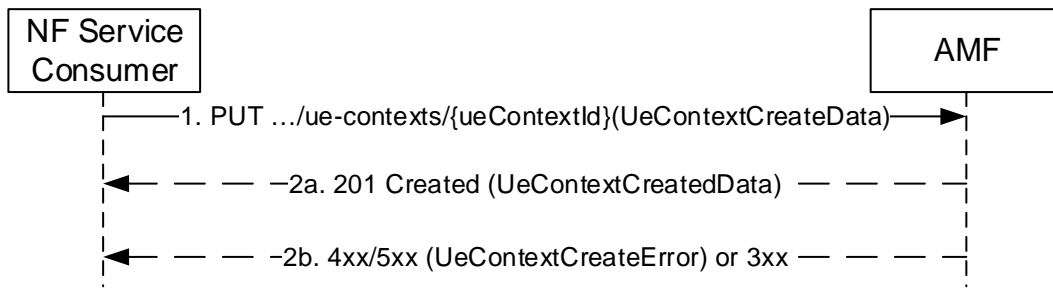 NF Service
Consumer
AMF
1. PUT …/ue-contexts/{ueContextId}(UeContextCreateData)
2a. 201 Created (UeContextCreatedData)
2b. 4xx/5xx (UeContextCreateError) or 3xx